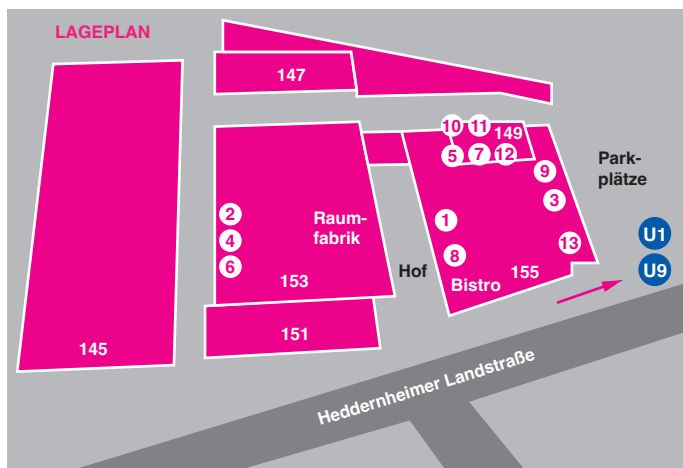 LAGEPLAN
147
10
11
149
5
7
12
9
Park-
plätze
3
2
1
Raum-
fabrik
4
U1
13
8
6
Hof
155
U9
153
Bistro
151
145
Heddernheimer Landstraße